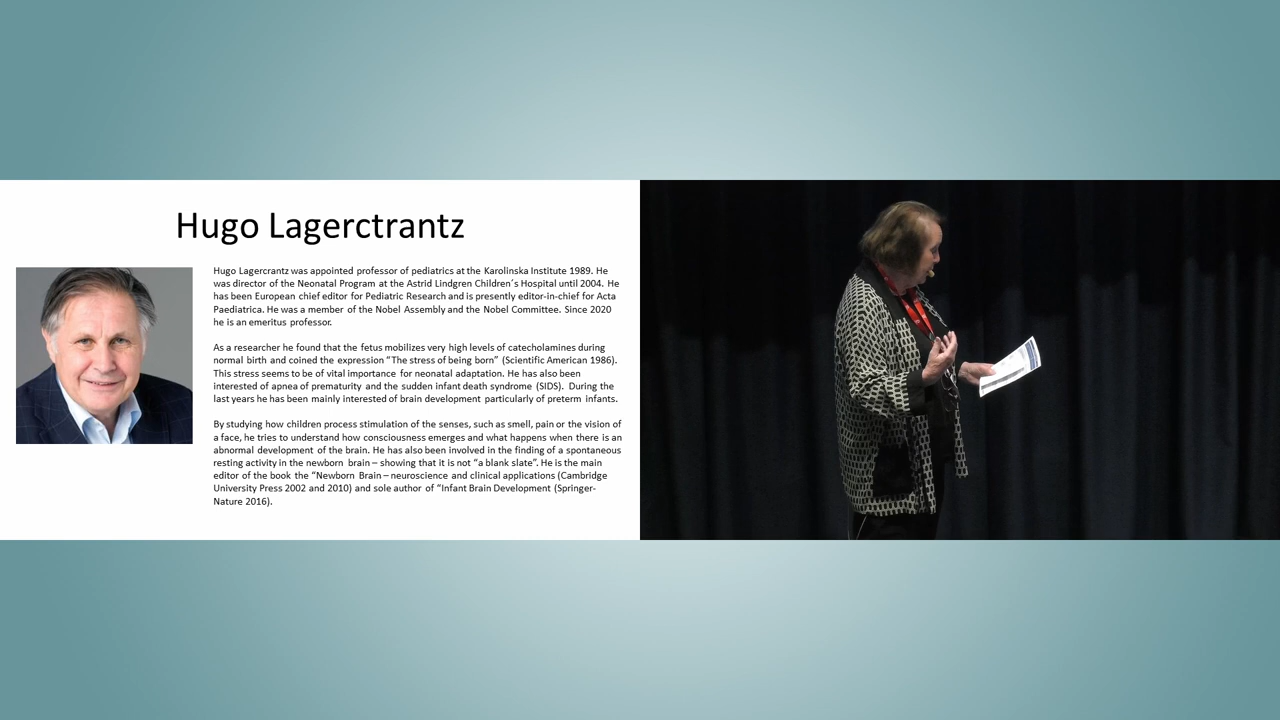 Hugo Lagerctrantz
Hugo Lagercrantz was appointed professor of pediatrics at the Karolinska Institute 1989. He
was director of the Neonatal Program at the Astrid Lindgren Children´s Hospital until 2004. He
has been European chief editor for Pediatric Research and is presently editor-in-chief for Acta
Paediatrica. He was a member of the Nobel Assembly and the Nobel Committee. Since 2020
he is an emeritus professor.
As a researcher he found that the fetus mobilizes very high levels of catecholamines during
normal birth and coined the expression “The stress of being born” (Scientific American 1986).
This stress seems to be of vital importance for neonatal adaptation. He has also been
interested of apnea of prematurity and the sudden infant death syndrome (SIDS). During the
last years he has been mainly interested of brain development particularly of preterm infants.
By studying how children process stimulation of the senses, such as smell, pain or the vision of
a face, he tries to understand how consciousness emerges and what happens when there is an
abnormal development of the brain. He has also been involved in the finding of a spontaneous
resting activity in the newborn brain – showing that it is not “a blank slate”. He is the main
editor of the book the “Newborn Brain – neuroscience and clinical applications (Cambridge
University Press 2002 and 2010) and sole author of “Infant Brain Development (Springer-
Nature 2016).